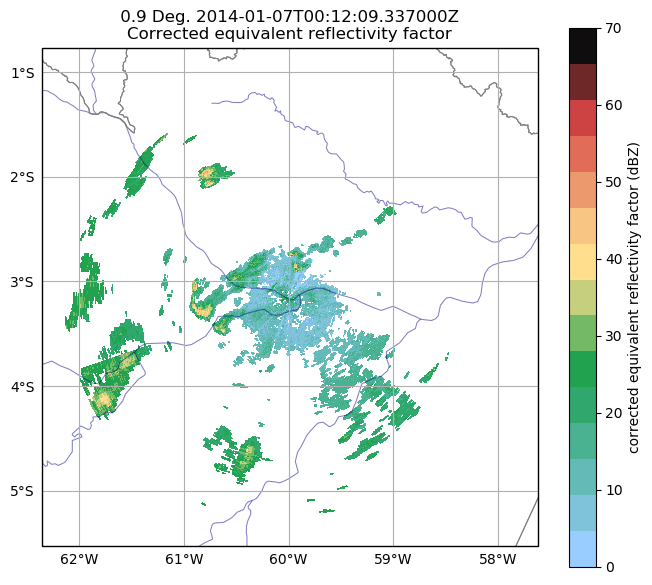 0.9 Deg. 2014-01-07T00:12:09.337000Z
Corrected equivalent reflectivity factor
1°S
2°S
3°S
4°S
5°S
62°W
61°W
60°W
59°W
58°W
70
60
50
40
30
20
10
0
corrected equivalent reflectivity factor (dBZ)